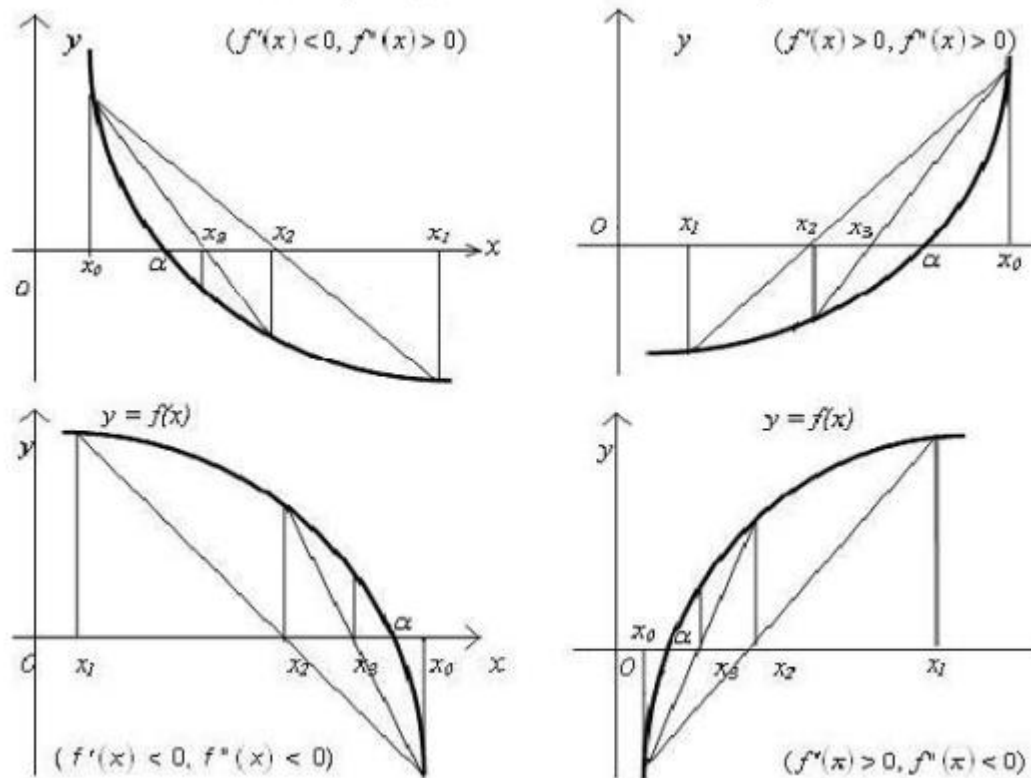 y
(f'(x)<0, f"(x)>0)
x₃ x₂ x₁ x
x₀ α
0
y
(f'(x)>0, f"(x)>0)
O x₁ x₂ x₃
α x₀
y = f(x)
y
α
O x₁ x₂ x₃ x₀ x
(f'(x)<0, f"(x)<0)
y = f(x)
y
x₀ α
O x₃ x₂ x₁
(f'(x)>0, f"(x)<0)